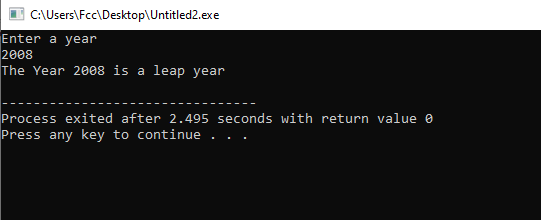 C:\Users\Fcc\Desktop\Untitled2.exe
Enter a year
2008
The Year 2008 is a leap year
--------------------------------
Process exited after 2.495 seconds with return value 0
Press any key to continue . . .